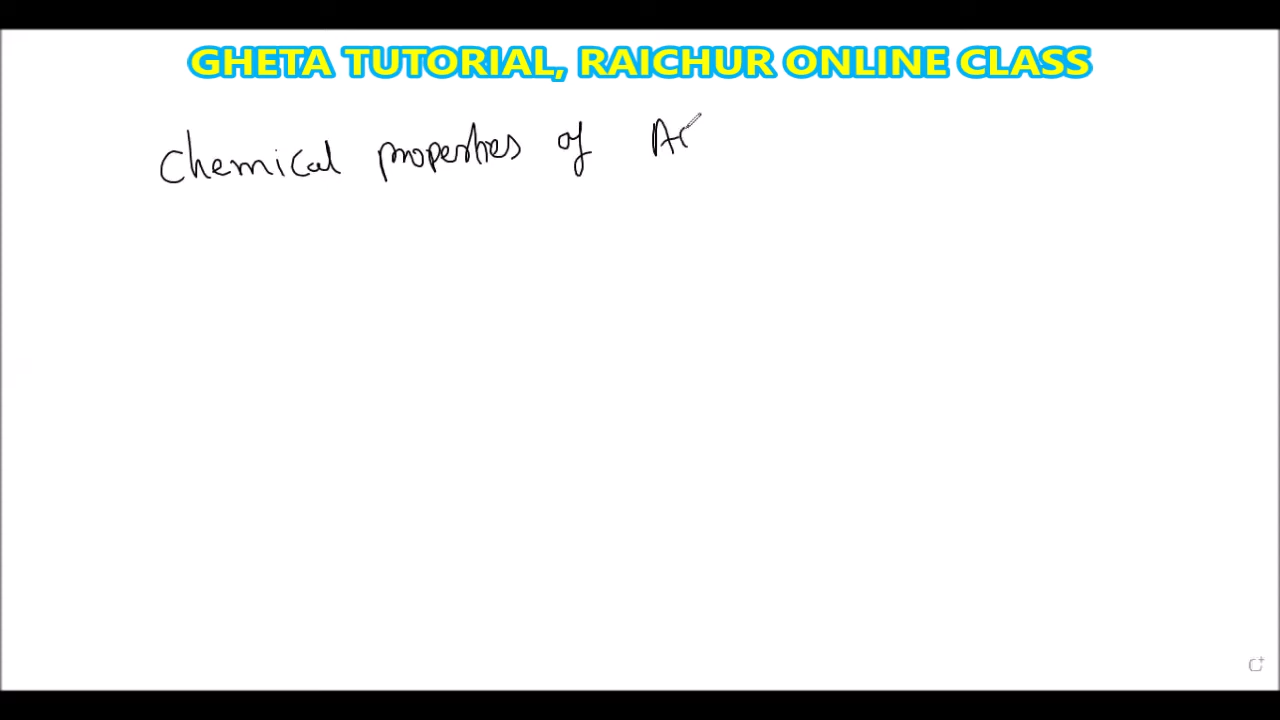 GHETA TUTORIAL, RAICHUR ONLINE CLASS
Chemical properties of